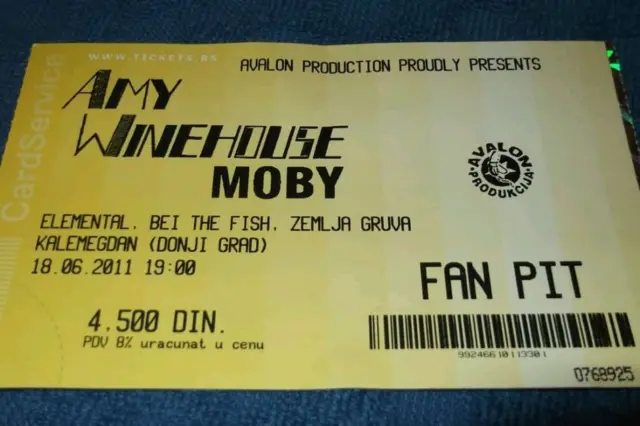 WWW.TICKETS.RS
AVALON PRODUCTION PROUDLY PRESENTS
AMY
WINEHOUSE
MOBY
ELEMENTAL, BEI THE FISH, ZEMLJA GRUVA
KALEMEGDAN (DONJI GRAD)
18.06.2011 19:00
4.500 DIN.
PDV 8% uracunat u cenu
CardService
AVALON
PRODUKCIJA
FAN PIT
99246610113301
0768925